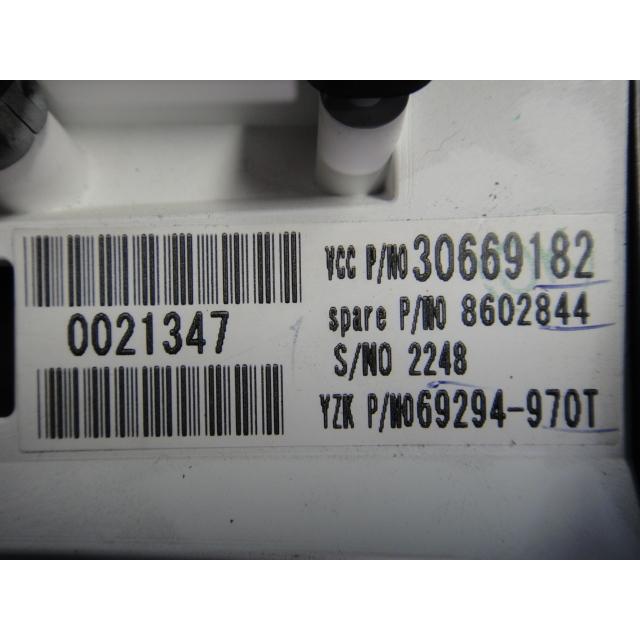 VCC P/NO 30669182
0021347
spare P/NO 8602844
S/NO 2248
YZK P/NO 69294-970T